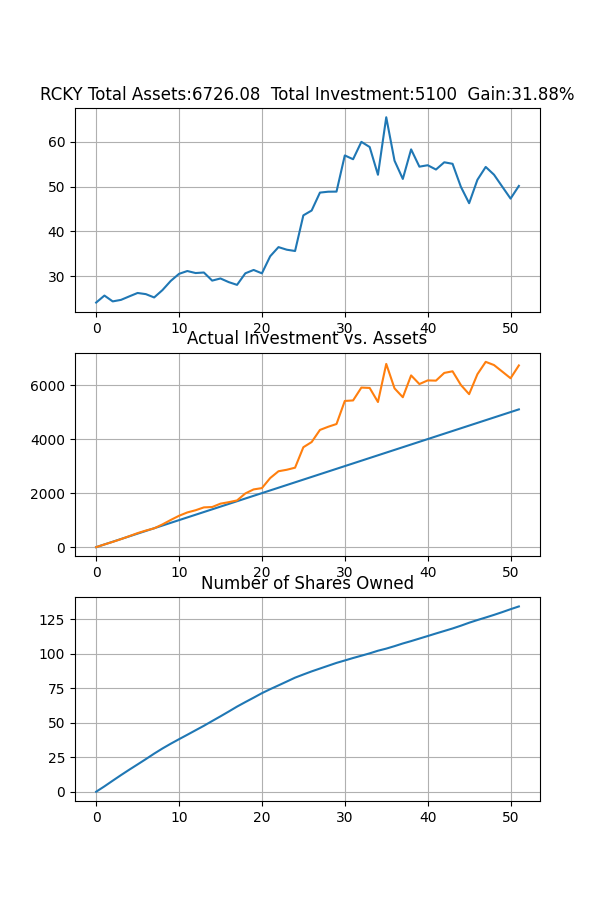 RCKY Total Assets:6726.08  Total Investment:5100  Gain:31.88%
60
50
40
30
0 10 20 30 40 50
Actual Investment vs. Assets
6000
4000
2000
0
0 10 20 30 40 50
Number of Shares Owned
125
100
75
50
25
0
0 10 20 30 40 50